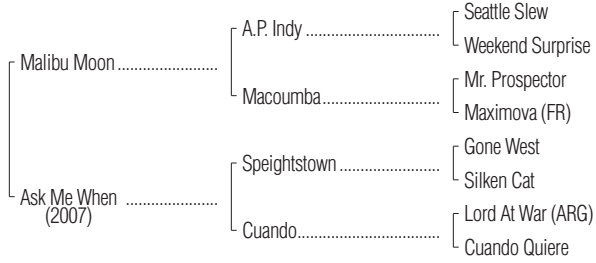 Seattle Slew
A.P. Indy ........................
Weekend Surprise
Malibu Moon ........................
Mr. Prospector
Macoumba ........................
Maximova (FR)
Gone West
Speightstown ........................
Silken Cat
Ask Me When ........................
(2007)
Lord At War (ARG)
Cuando ........................
Cuando Quiere